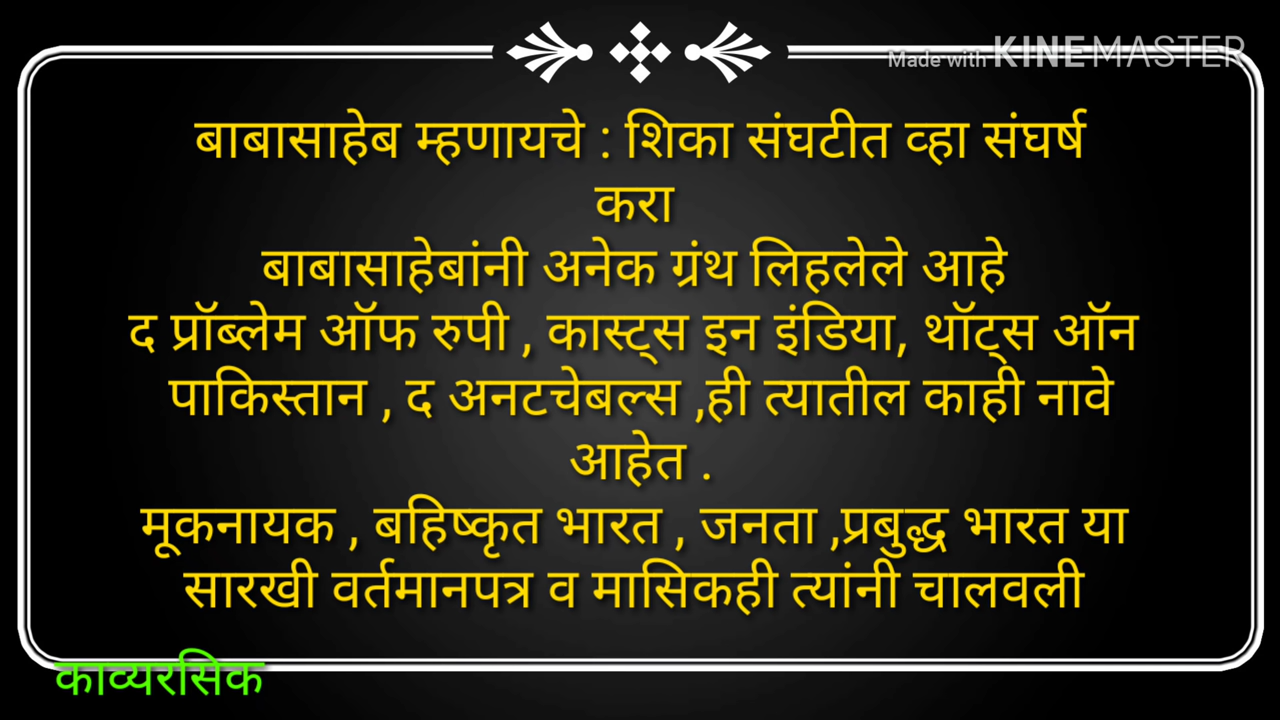 Made with KINEMASTER
बाबासाहेब म्हणायचे : शिका संघटीत व्हा संघर्ष
करा
बाबासाहेबांनी अनेक ग्रंथ लिहलेले आहे
द प्रॉब्लेम ऑफ रुपी , कास्ट्स इन इंडिया, थॉट्स ऑन
पाकिस्तान , द अनटचेबल्स ,ही त्यातील काही नावे
आहेत .
मूकनायक , बहिष्कृत भारत , जनता ,प्रबुद्ध भारत या
सारखी वर्तमानपत्र व मासिकही त्यांनी चालवली
काव्यरसिक